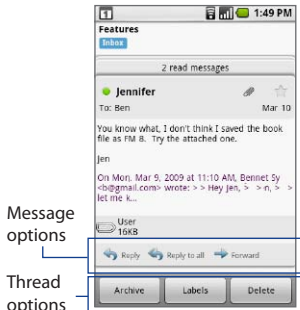 1:49 PM
Features
Inbox
2 read messages
Jennifer
To: Ben Mar 10
You know what, I don't think I saved the book
file as FM 8. Try the attached one.
Jen
On Mon, Mar 9, 2009 at 11:10 AM, Bennet Sy
<b@gmail.com> wrote: > > Hey Jen, > > n, > >
let me k...
User
16KB
Message
options
Reply Reply to all Forward
Thread
options
Archive Labels Delete